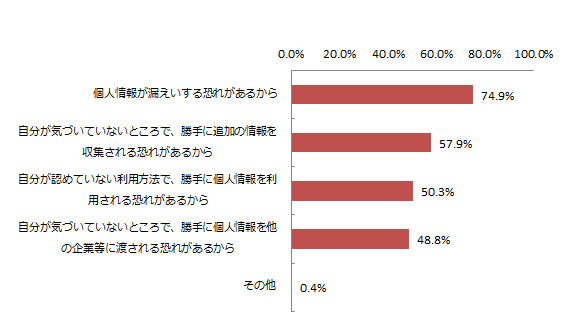 0.0% 20.0% 40.0% 60.0% 80.0% 100.0%
個人情報が漏えいする恐れがあるから
74.9%
自分が気づいていないところで、勝手に追加の情報を
収集される恐れがあるから
57.9%
自分が認めていない利用方法で、勝手に個人情報を利
用される恐れがあるから
50.3%
自分が気づいていないところで、勝手に個人情報を他
の企業等に渡される恐れがあるから
48.8%
その他
0.4%